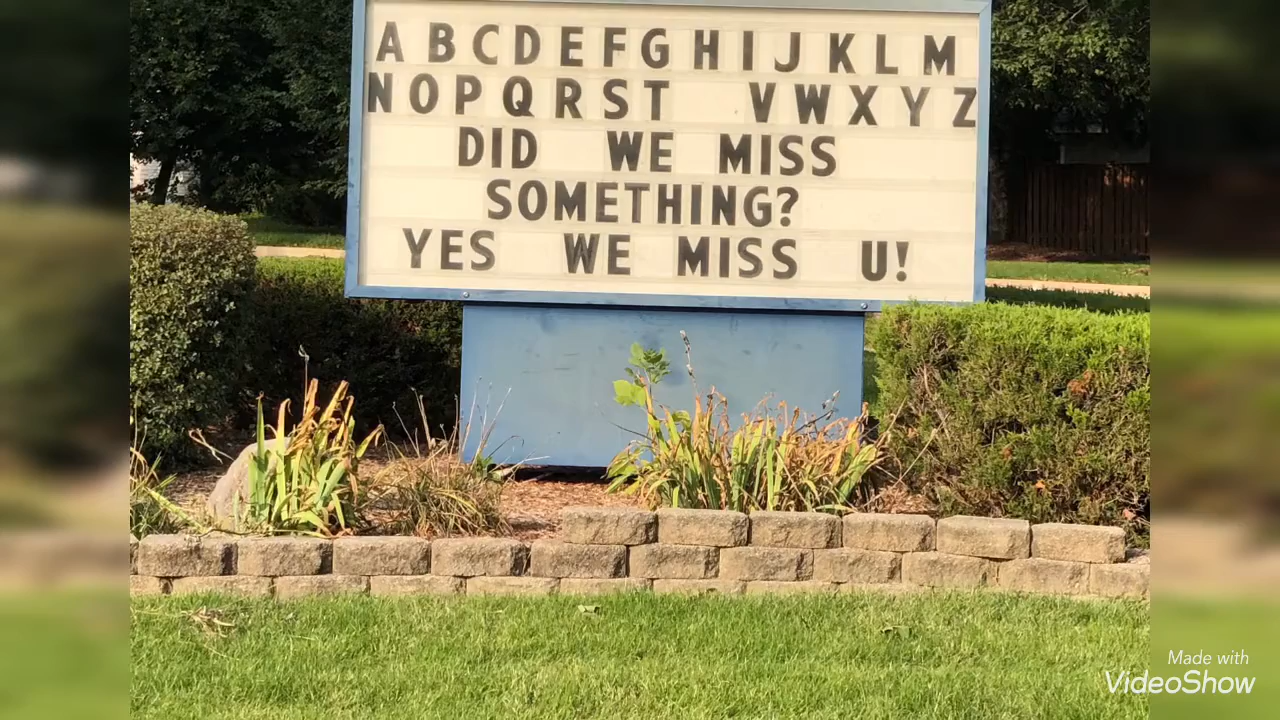 A B C D E F G H I J K L M
N O P Q R S T V W X Y Z
DID WE MISS
SOMETHING?
YES WE MISS U!
Made with
VideoShow